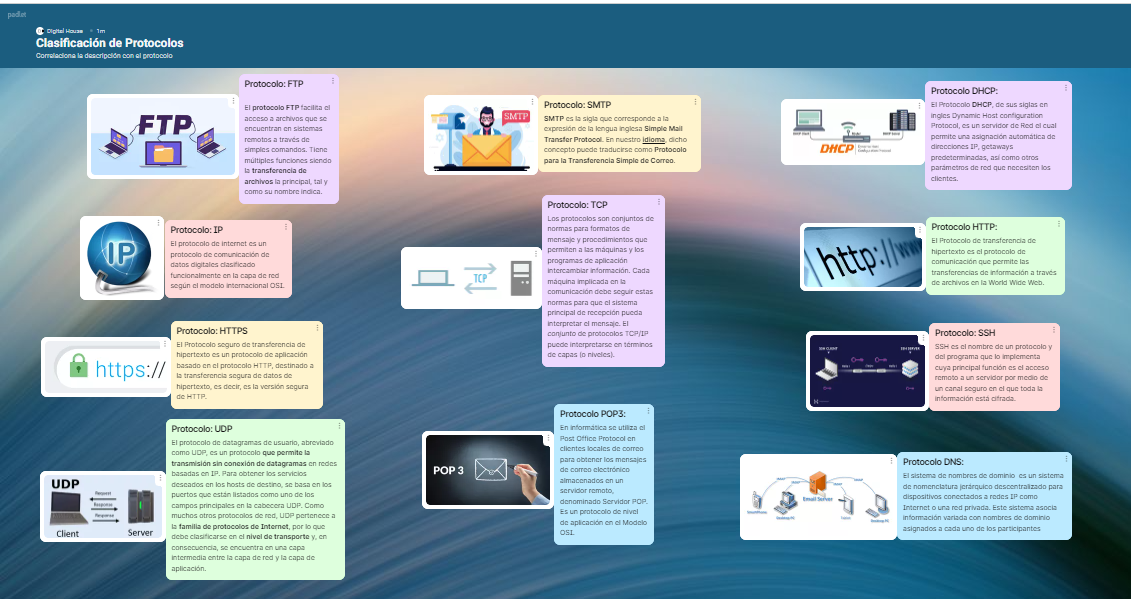 padlet
Digital House • 1m
Clasificación de Protocolos
Correlaciona la descripción con el protocolo
FTP
Protocolo: FTP
El protocolo FTP facilita el
acceso a archivos que se
encuentran en sistemas
remotos a través de
simples comandos. Tiene
múltiples funciones siendo
la transferencia de
archivos la principal, tal y
como su nombre indica.
SMTP
Protocolo: SMTP
SMTP es la sigla que corresponde a la
expresión de la lengua inglesa Simple Mail
Transfer Protocol. En nuestro idioma, dicho
concepto puede traducirse como Protocolo
para la Transferencia Simple de Correo.
DHCP
Protocolo DHCP:
El Protocolo DHCP, de sus siglas en
ingles Dynamic Host configuration
Protocol, es un servidor de Red el cual
permite una asignación automática de
direcciones IP, getaways
predeterminadas, así como otros
parámetros de red que necesiten los
clientes.
IP
Protocolo: IP
El protocolo de internet es un
protocolo de comunicación de
datos digitales clasificado
funcionalmente en la capa de red
según el modelo internacional OSI.
TCP
Protocolo: TCP
Los protocolos son conjuntos de
normas para formatos de
mensaje y procedimientos que
permiten a las máquinas y los
programas de aplicación
intercambiar información. Cada
máquina implicada en la
comunicación debe seguir estas
normas para que el sistema
principal de recepción pueda
interpretar el mensaje. El
conjunto de protocolos TCP/IP
puede interpretarse en términos
de capas (o niveles).
http://www
Protocolo HTTP:
El Protocolo de transferencia de
hipertexto es el protocolo de
comunicación que permite las
transferencias de información a través
de archivos en la World Wide Web.
https://
Protocolo: HTTPS
El Protocolo seguro de transferencia de
hipertexto es un protocolo de aplicación
basado en el protocolo HTTP, destinado a
la transferencia segura de datos de
hipertexto, es decir, es la versión segura
de HTTP.
SSH CLIENT
SSH SERVER
Protocolo: SSH
SSH es el nombre de un protocolo y
del programa que lo implementa
cuya principal función es el acceso
remoto a un servidor por medio de
un canal seguro en el que toda la
información está cifrada.
UDP
Request
Response
Response
Response
Client
Server
Protocolo: UDP
El protocolo de datagramas de usuario, abreviado
como UDP, es un protocolo que permite la
transmisión sin conexión de datagramas en redes
basadas en IP. Para obtener los servicios
deseados en los hosts de destino, se basa en los
puertos que están listados como uno de los
campos principales en la cabecera UDP. Como
muchos otros protocolos de red, UDP pertenece a
la familia de protocolos de Internet, por lo que
debe clasificarse en el nivel de transporte y, en
consecuencia, se encuentra en una capa
intermedia entre la capa de red y la capa de
aplicación.
POP 3
Protocolo POP3:
En informática se utiliza el
Post Office Protocol en
clientes locales de correo
para obtener los mensajes
de correo electrónico
almacenados en un
servidor remoto,
denominado Servidor POP.
Es un protocolo de nivel
de aplicación en el Modelo
OSI.
Email Server
Desktop PC
Desktop PC
Protocolo DNS:
El sistema de nombres de dominio es un sistema
de nomenclatura jerárquico descentralizado para
dispositivos conectados a redes IP como
Internet o una red privada. Este sistema asocia
información variada con nombres de dominio
asignados a cada uno de los participantes